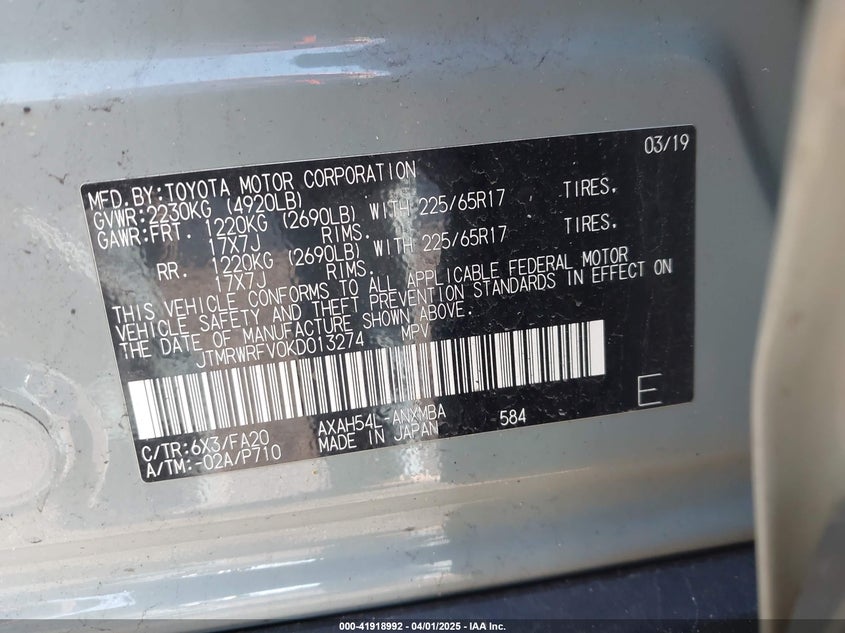 03/19
MFD.BY:TOYOTA MOTOR CORPORATION
GVWR:2230KG (4920LB)
GAWR:FRT. 1220KG (2690LB) WITH 225/65R17 TIRES.
17X7J RIMS.
RR. 1220KG (2690LB) WITH 225/65R17 TIRES.
17X7J RIMS.
THIS VEHICLE CONFORMS TO ALL APPLICABLE FEDERAL MOTOR
VEHICLE SAFETY AND THEFT PREVENTION STANDARDS IN EFFECT ON
THE DATE OF MANUFACTURE SHOWN ABOVE.
JTMRWRFV0KD013274 MPV
C/TR:6X3/FA20 AXAH54L-ANXMBA 584 E
A/TM:-02A/P710 MADE IN JAPAN
000-41918992 - 04/01/2025 - IAA Inc.